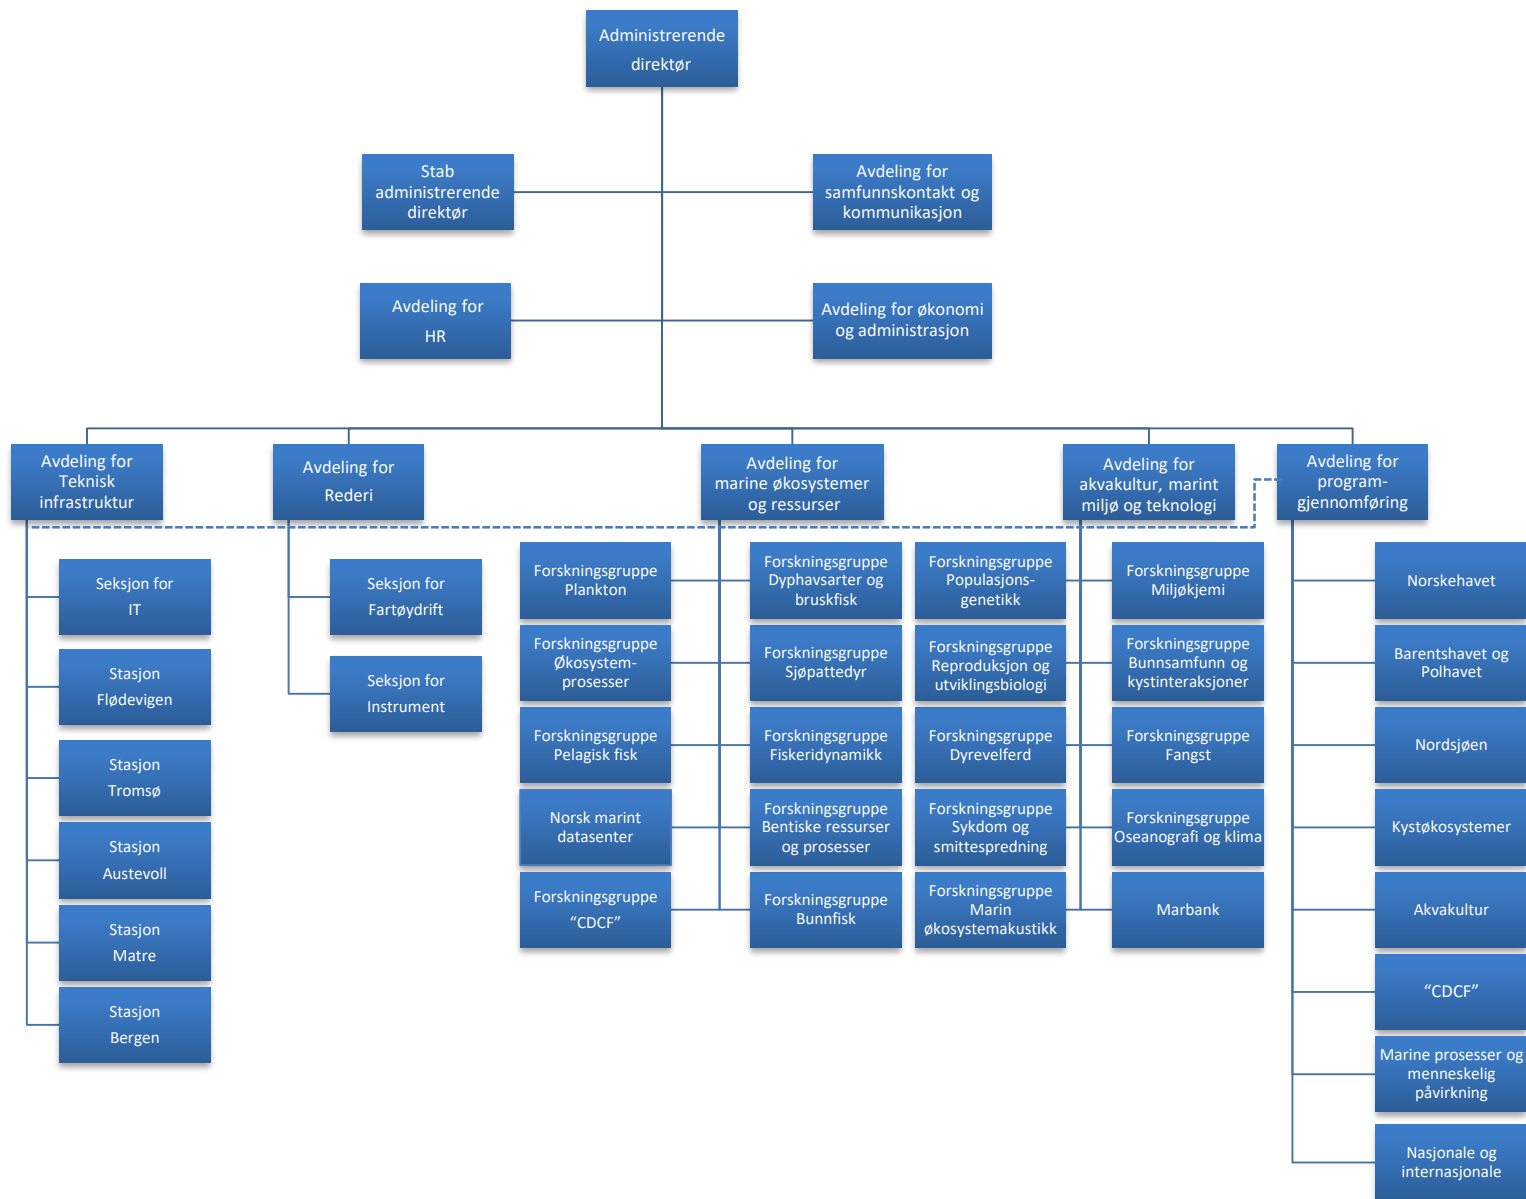 Administrerende
direktør
Stab
administrerende
direktør
Avdeling for
samfunnskontakt og
kommunikasjon
Avdeling for
HR
Avdeling for økonomi
og administrasjon
Avdeling for
Teknisk
infrastruktur
Avdeling for
Rederi
Avdeling for
marine økosystemer
og ressurser
Avdeling for
akvakultur, marint
miljø og teknologi
Avdeling for
program-
gjennomføring
Seksjon for
IT
Stasjon
Flødevigen
Stasjon
Tromsø
Stasjon
Austevoll
Stasjon
Matre
Stasjon
Bergen
Seksjon for
Fartøydrift
Seksjon for
Instrument
Forskningsgruppe
Plankton
Forskningsgruppe
Dyphavsarter og
bruskfisk
Forskningsgruppe
Økosystem-
prosesser
Forskningsgruppe
Sjøpattedyr
Forskningsgruppe
Pelagisk fisk
Forskningsgruppe
Fiskeridynamikk
Norsk marint
datasenter
Forskningsgruppe
Bentiske ressurser
og prosesser
Forskningsgruppe
“CDCF”
Forskningsgruppe
Bunnfisk
Forskningsgruppe
Populasjons-
genetikk
Forskningsgruppe
Miljøkjemi
Forskningsgruppe
Reproduksjon og
utviklingsbiologi
Forskningsgruppe
Bunnsamfunn og
kystinteraksjoner
Forskningsgruppe
Dyrevelferd
Forskningsgruppe
Fangst
Forskningsgruppe
Sykdom og
smittespredning
Forskningsgruppe
Oseanografi og klima
Forskningsgruppe
Marin
økosystemakustikk
Marbank
Norskehavet
Barentshavet og
Polhavet
Nordsjøen
Kystøkosystemer
Akvakultur
“CDCF”
Marine prosesser og
menneskelig
påvirkning
Nasjonale og
internasjonale